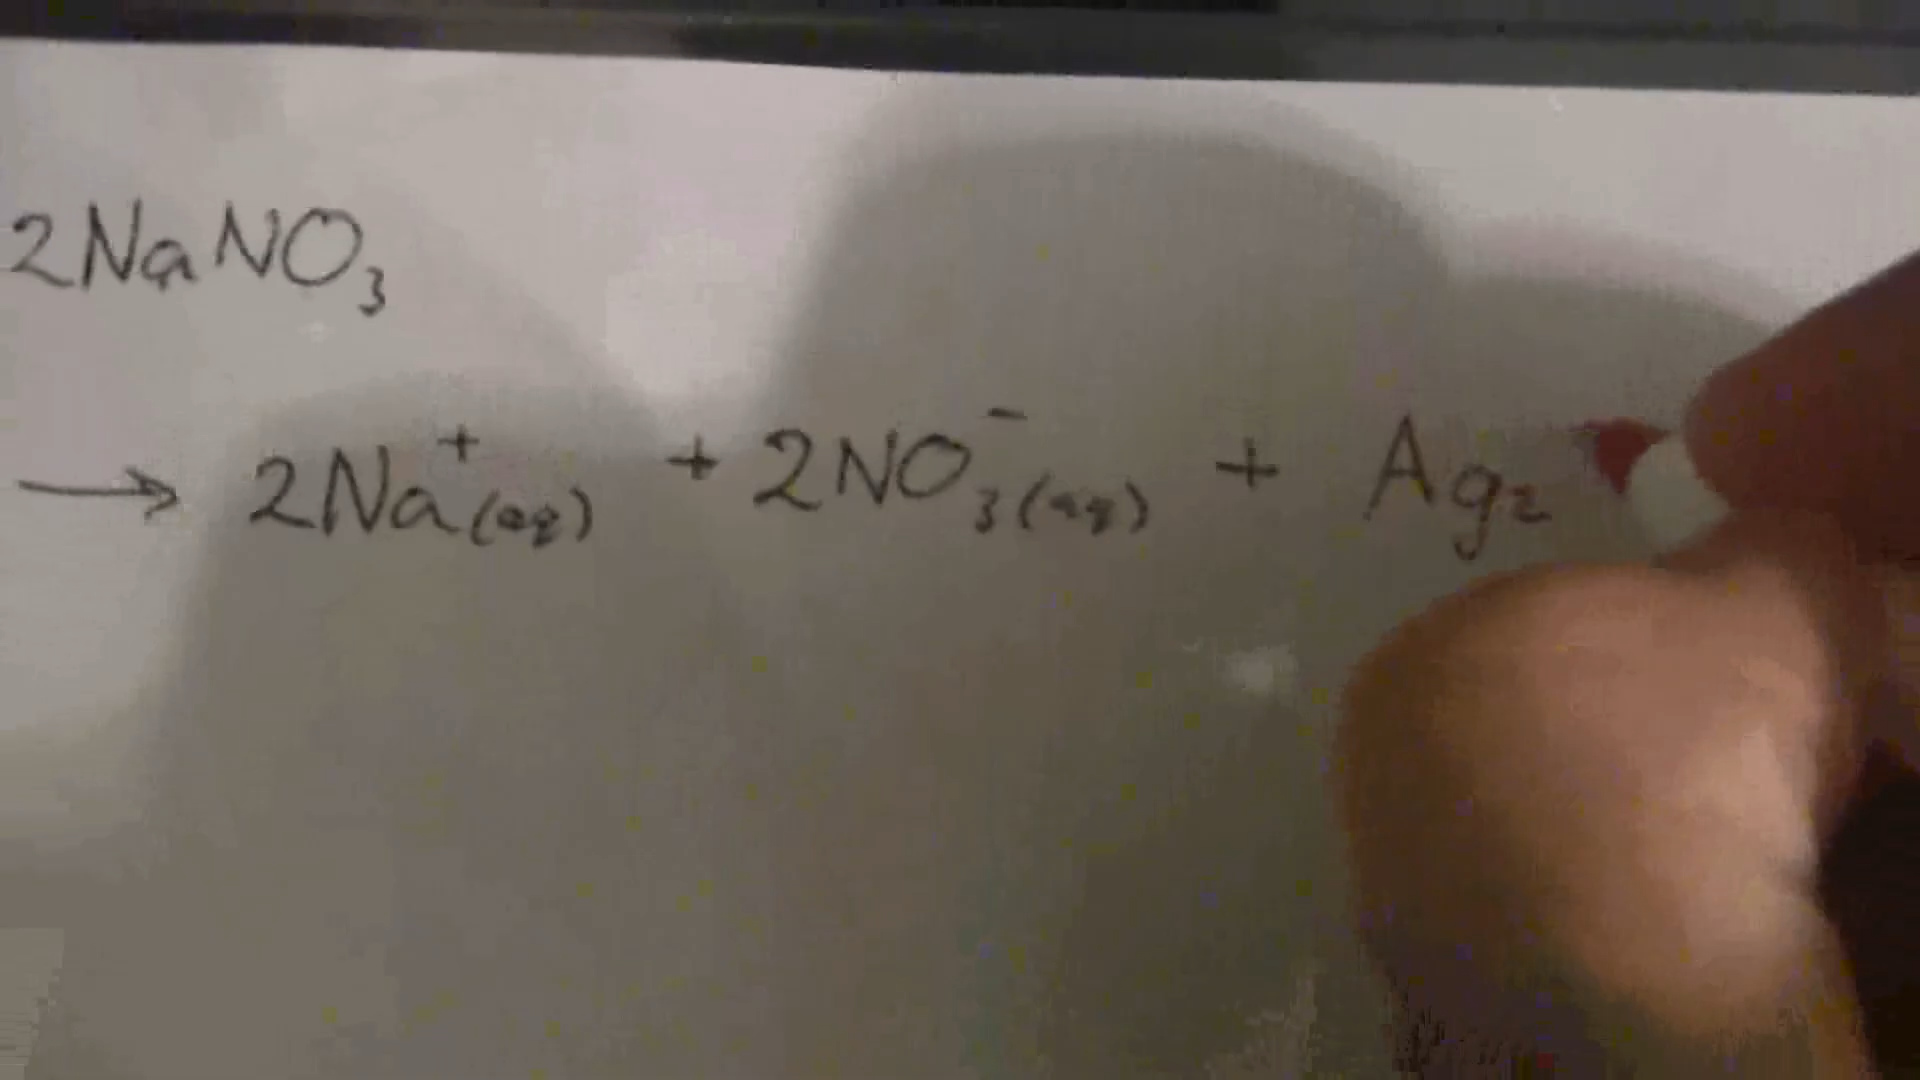 2NaNO₃
→ 2Na⁺(aq) + 2NO₃⁻(aq) + Ag₂